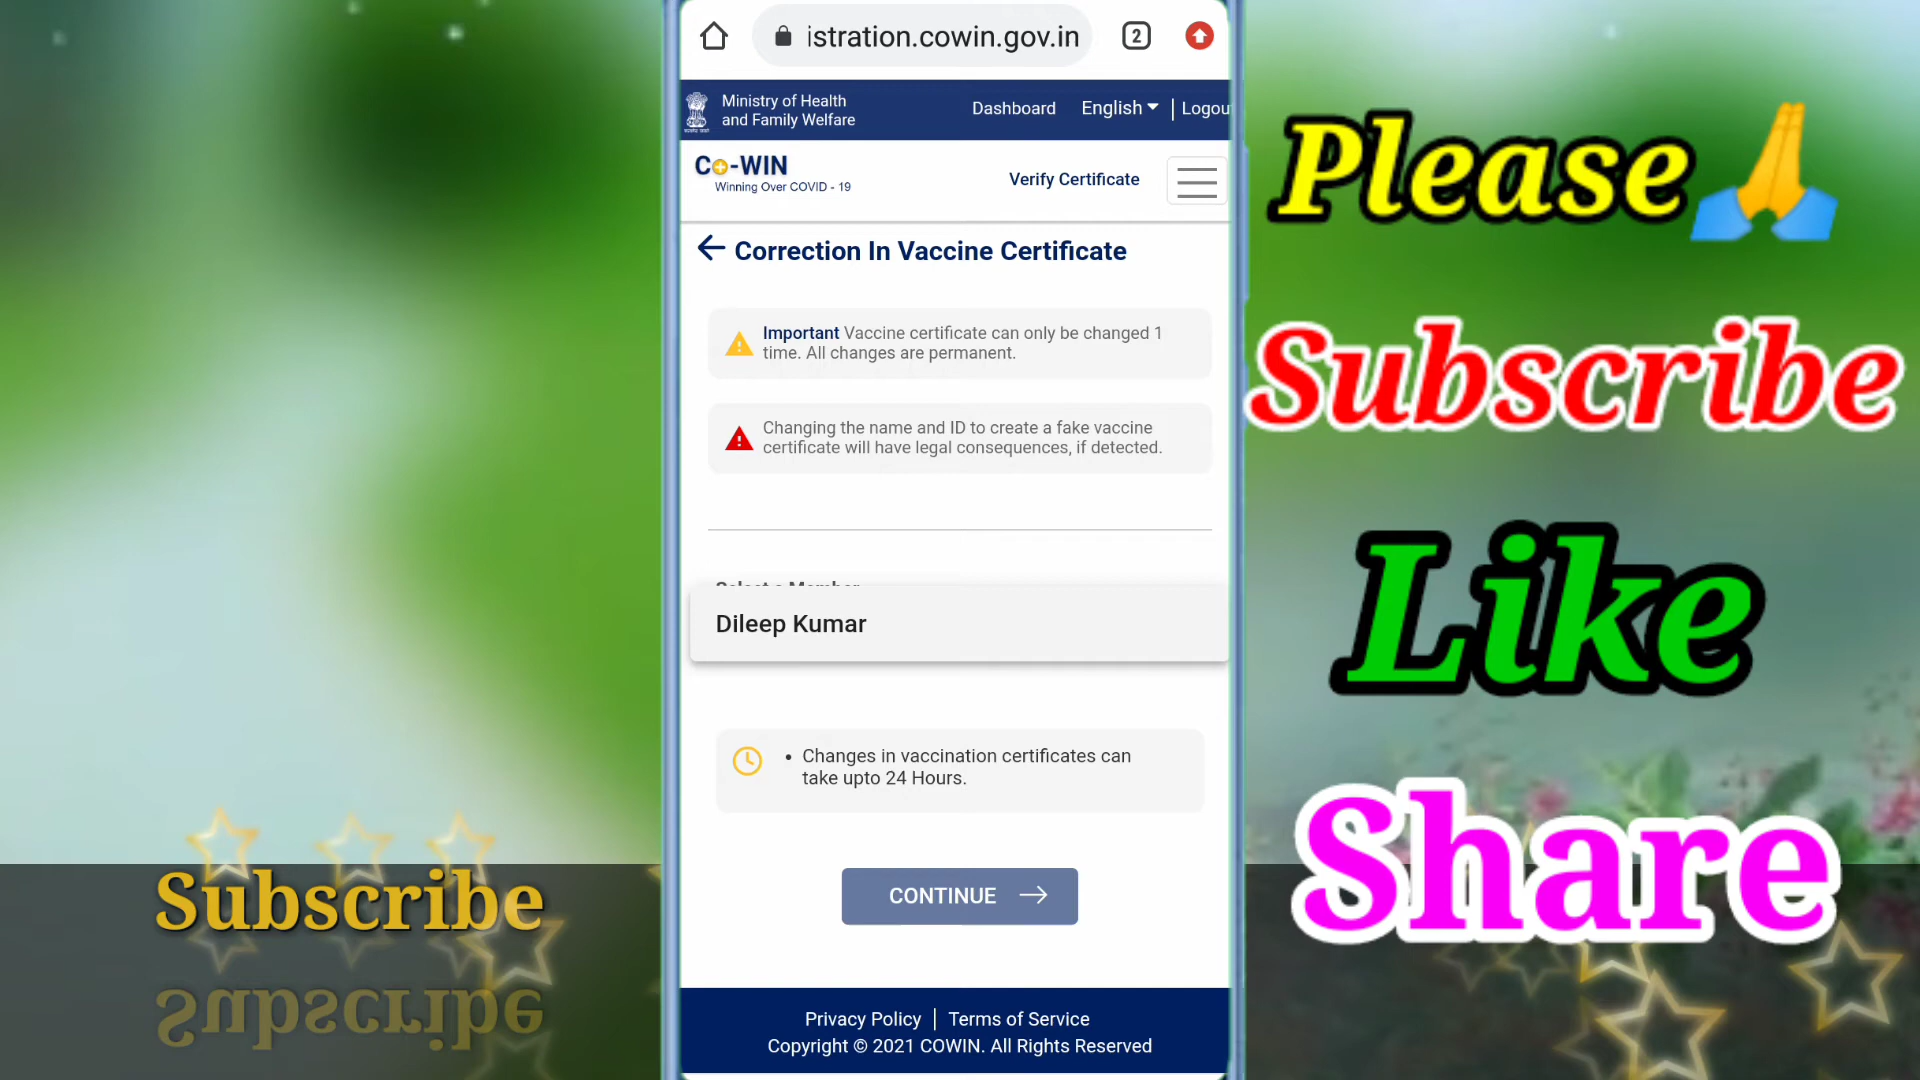 istration.cowin.gov.in
2
Ministry of Health
and Family Welfare
Dashboard
English
Logou
Co-WIN
Winning Over COVID - 19
Verify Certificate
Correction In Vaccine Certificate
Important Vaccine certificate can only be changed 1
time. All changes are permanent.
Changing the name and ID to create a fake vaccine
certificate will have legal consequences, if detected.
Select a Member
Dileep Kumar
• Changes in vaccination certificates can
take upto 24 Hours.
CONTINUE
Privacy Policy | Terms of Service
Copyright © 2021 COWIN. All Rights Reserved
Please
Subscribe
Like
Share
Subscribe
Subscribe